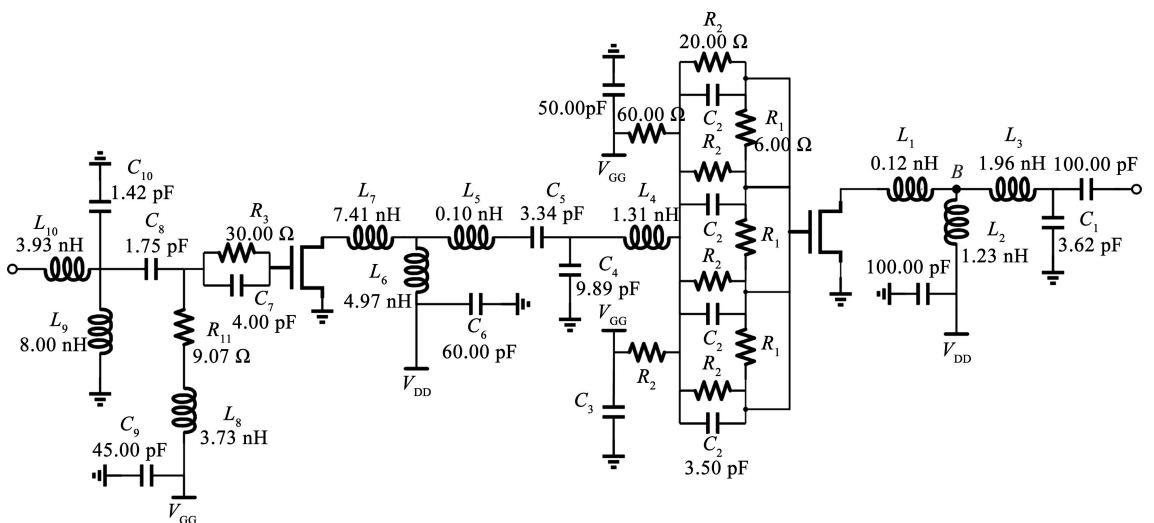 L10
3.93 nH
C10
1.42 pF
L9
8.00 nH
C8
1.75 pF
R3
30.00 Ω
C7
4.00 pF
R11
9.07 Ω
L8
3.73 nH
C9
45.00 pF
VGG
L7
7.41 nH
L6
4.97 nH
C6
60.00 pF
VDD
L5
0.10 nH
C5
3.34 pF
C4
9.89 pF
L4
1.31 nH
50.00pF
60.00 Ω
VGG
VGG
R2
C3
R2
20.00 Ω
C2
R2
C2
R2
C2
R2
C2
3.50 pF
R1
6.00 Ω
R1
R1
L1
0.12 nH
B
L3
1.96 nH
100.00 pF
L2
1.23 nH
C1
3.62 pF
100.00 pF
VDD